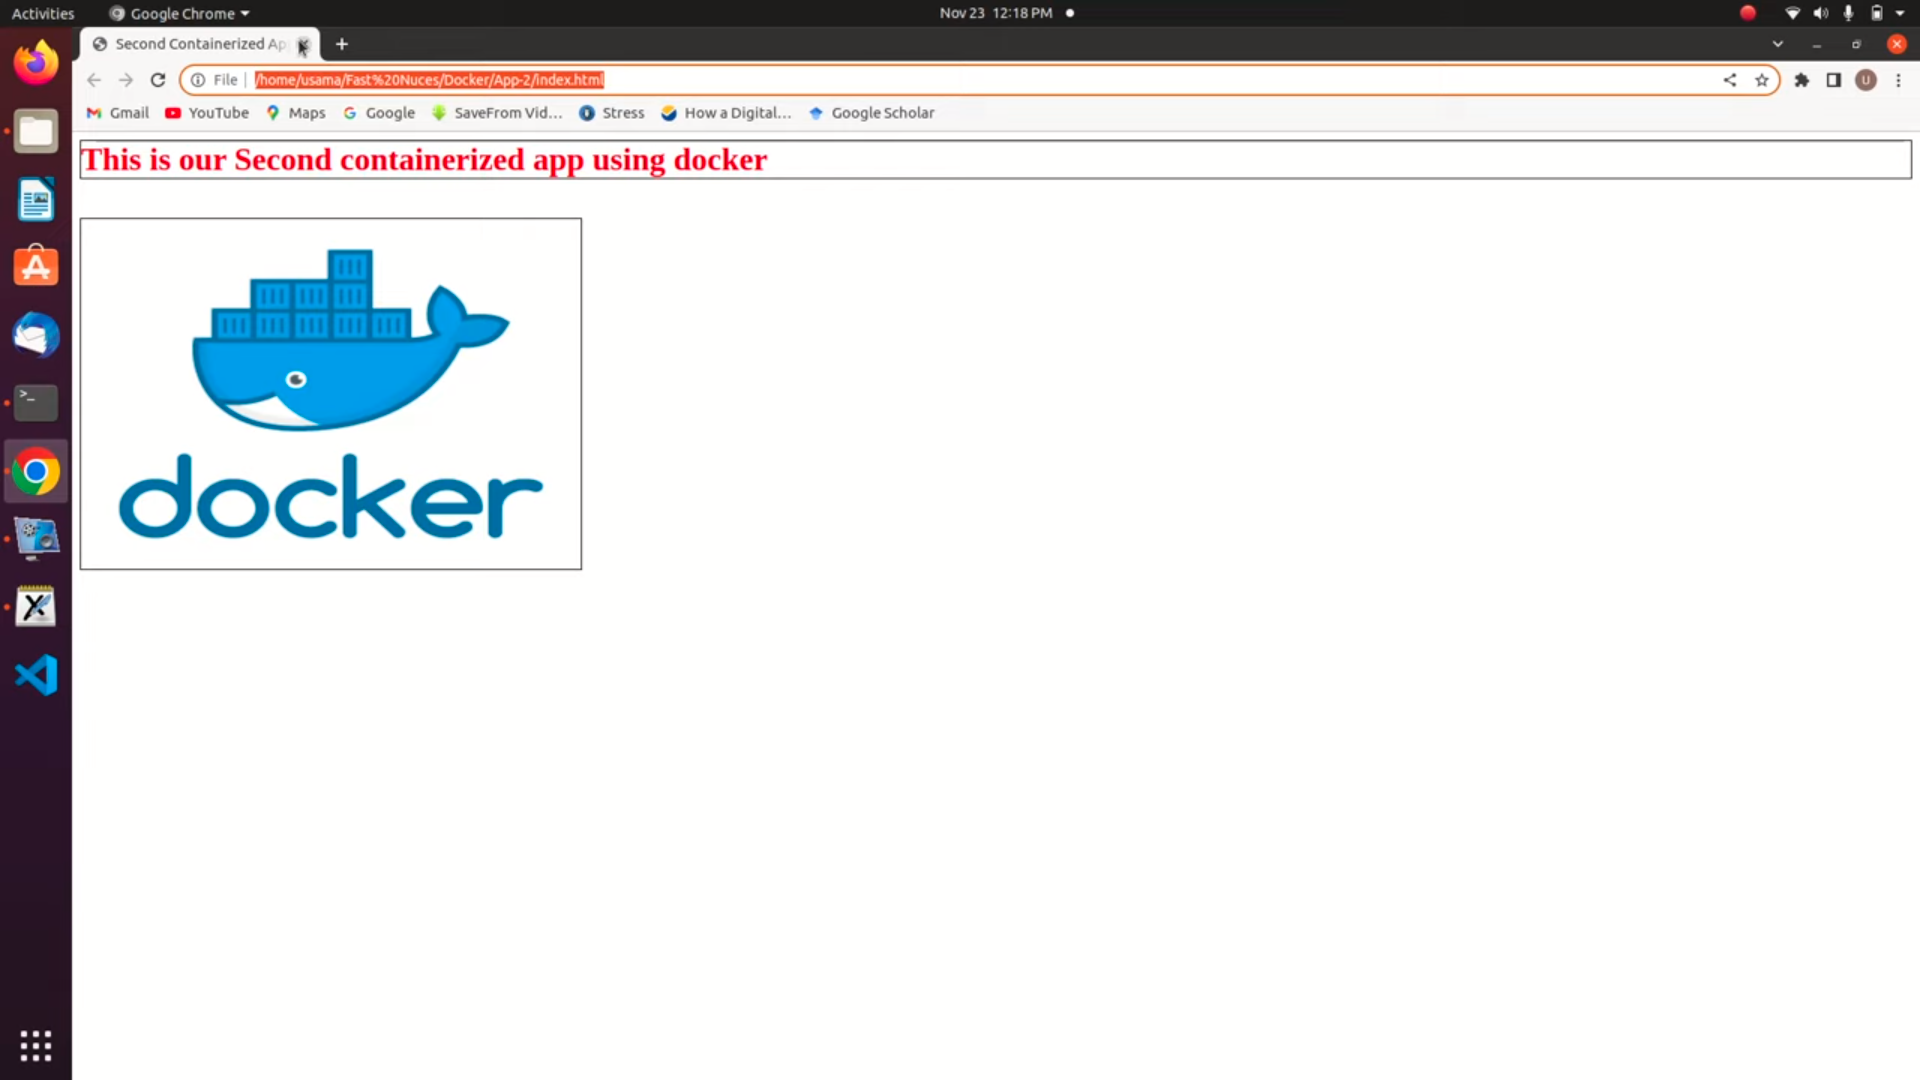 Activities Google Chrome Nov 23 12:18 PM
Second Containerized Ap
File /home/usama/Fast%20Nuces/Docker/App-2/index.html U
Gmail YouTube Maps Google SaveFrom Vid... Stress How a Digital... Google Scholar
This is our Second containerized app using docker
docker